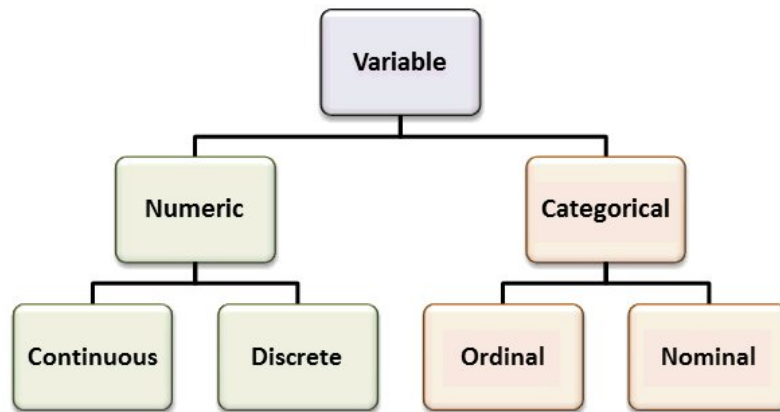 Variable
Numeric
Categorical
Continuous
Discrete
Ordinal
Nominal